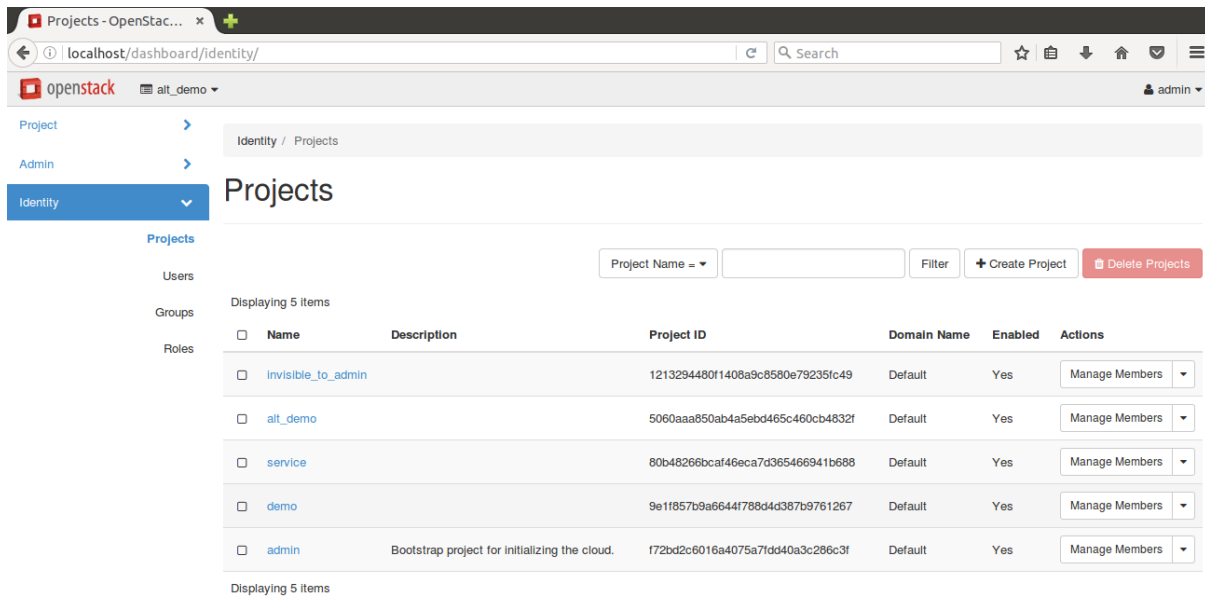 Projects - OpenStac... ×
localhost/dashboard/identity/ Search
openstack alt_demo admin
Project
Admin
Identity
Projects
Users
Groups
Roles
Identity / Projects
Projects
Project Name = Filter Create Project Delete Projects
Displaying 5 items
Name Description Project ID Domain Name Enabled Actions
invisible_to_admin 1213294480f1408a9c8580e79235fc49 Default Yes Manage Members
alt_demo 5060aaa850ab4a5ebd465c460cb4832f Default Yes Manage Members
service 80b48266bcaf46eca7d365466941b688 Default Yes Manage Members
demo 9e1f857b9a6644f788d4d387b9761267 Default Yes Manage Members
admin Bootstrap project for initializing the cloud. f72bd2c6016a4075a7fdd40a3c286c3f Default Yes Manage Members
Displaying 5 items